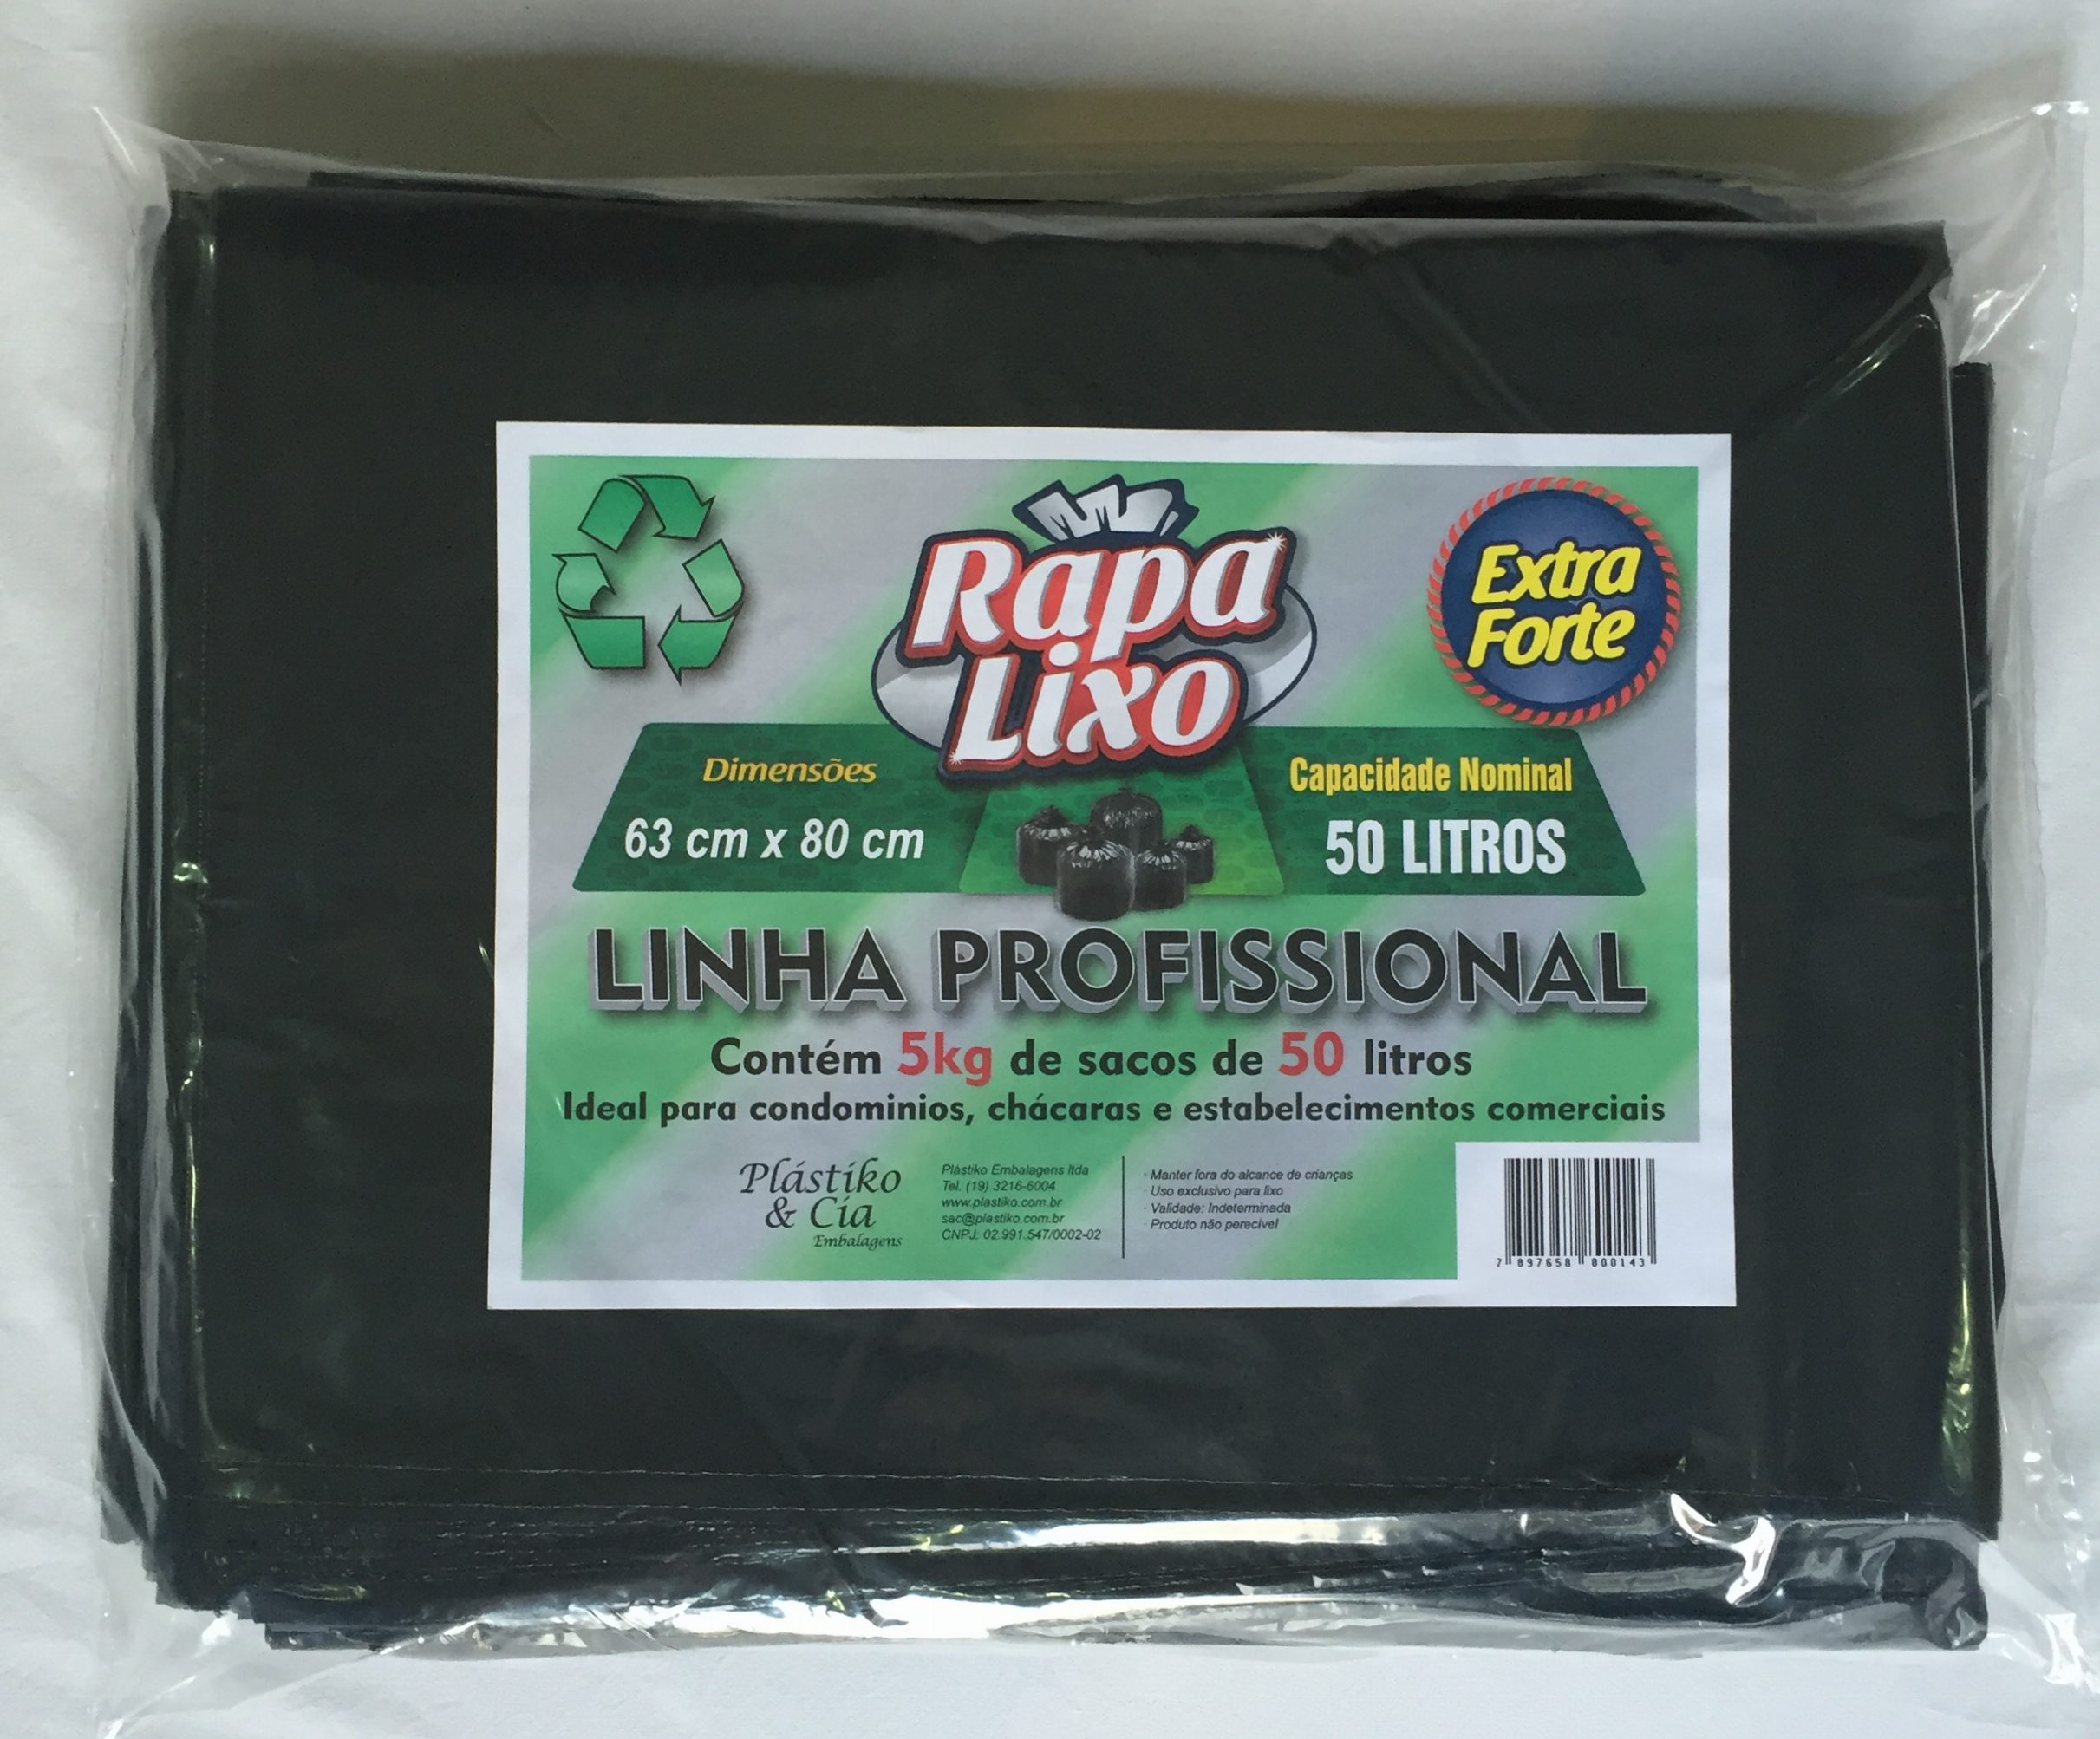 Rapa
Lixo
Extra
Forte
Dimensões
63 cm x 80 cm
Capacidade Nominal
50 LITROS
LINHA PROFISSIONAL
Contém 5kg de sacos de 50 litros
Ideal para condominios, chácaras e estabelecimentos comerciais
Plástiko
& Cia
Embalagens
Plástiko Embalagens ltda
Tel. (19) 3216-6004
www.plastiko.com.br
sac@plastiko.com.br
CNPJ: 02.991.547/0002-02
· Manter fora do alcance de crianças
· Uso exclusivo para lixo
· Validade: Indeterminada
· Produto não perecível
7 897658 800143